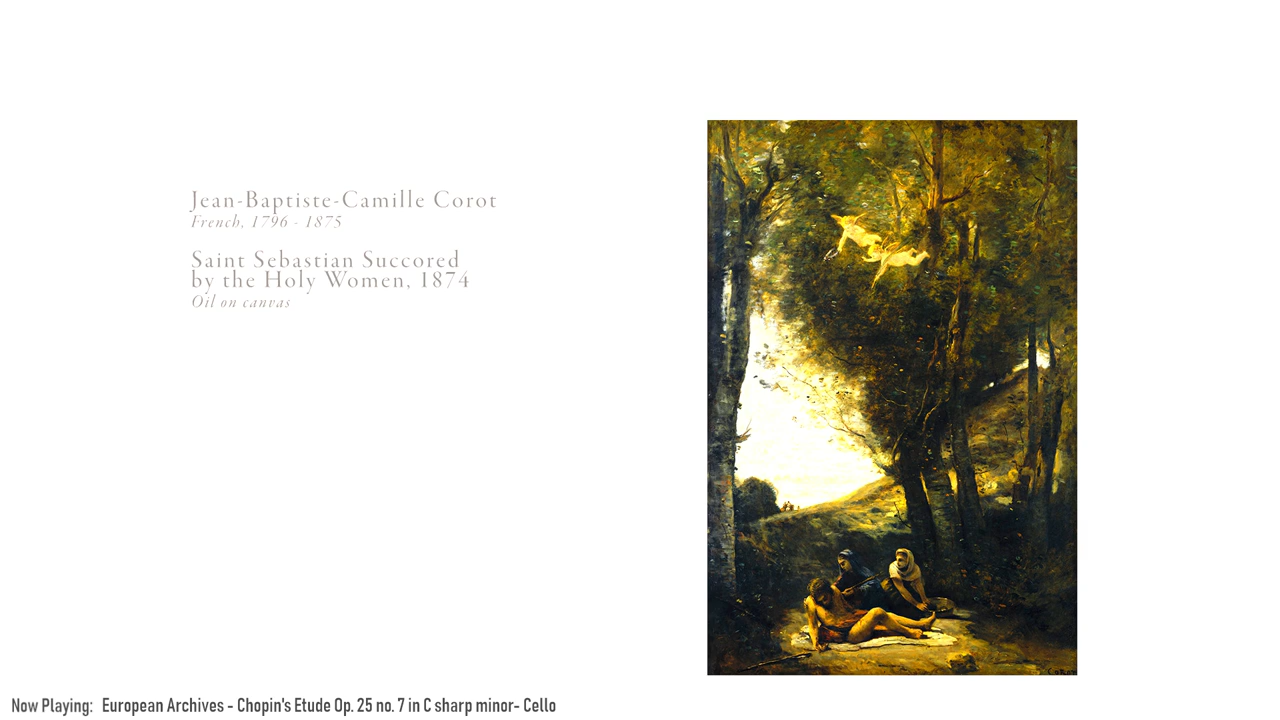 Jean-Baptiste-Camille Corot
French, 1796 - 1875
Saint Sebastian Succored
by the Holy Women, 1874
Oil on canvas
COROT
Now Playing: European Archives - Chopin's Etude Op. 25 no. 7 in C sharp minor- Cello